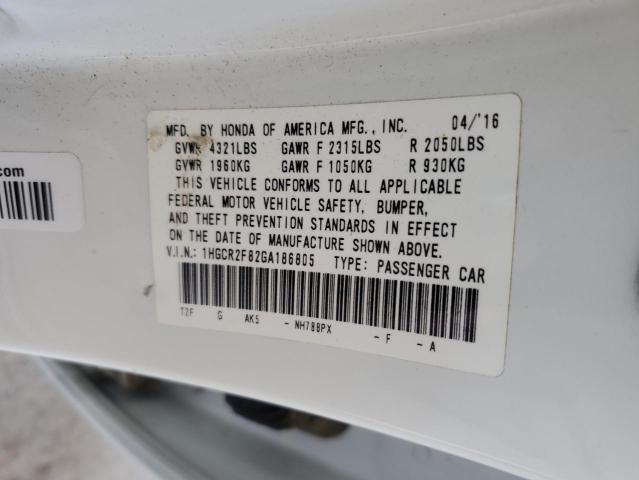 MFD. BY HONDA OF AMERICA MFG., INC. 04/'16
GVWR 4321LBS GAWR F 2315LBS R 2050LBS
GVWR 1960KG GAWR F 1050KG R 930KG
THIS VEHICLE CONFORMS TO ALL APPLICABLE
FEDERAL MOTOR VEHICLE SAFETY, BUMPER,
AND THEFT PREVENTION STANDARDS IN EFFECT
ON THE DATE OF MANUFACTURE SHOWN ABOVE.
V.I.N.: 1HGCR2F82GA186805 TYPE: PASSENGER CAR
T2F G AK5 - NH788PX - F - A
.com